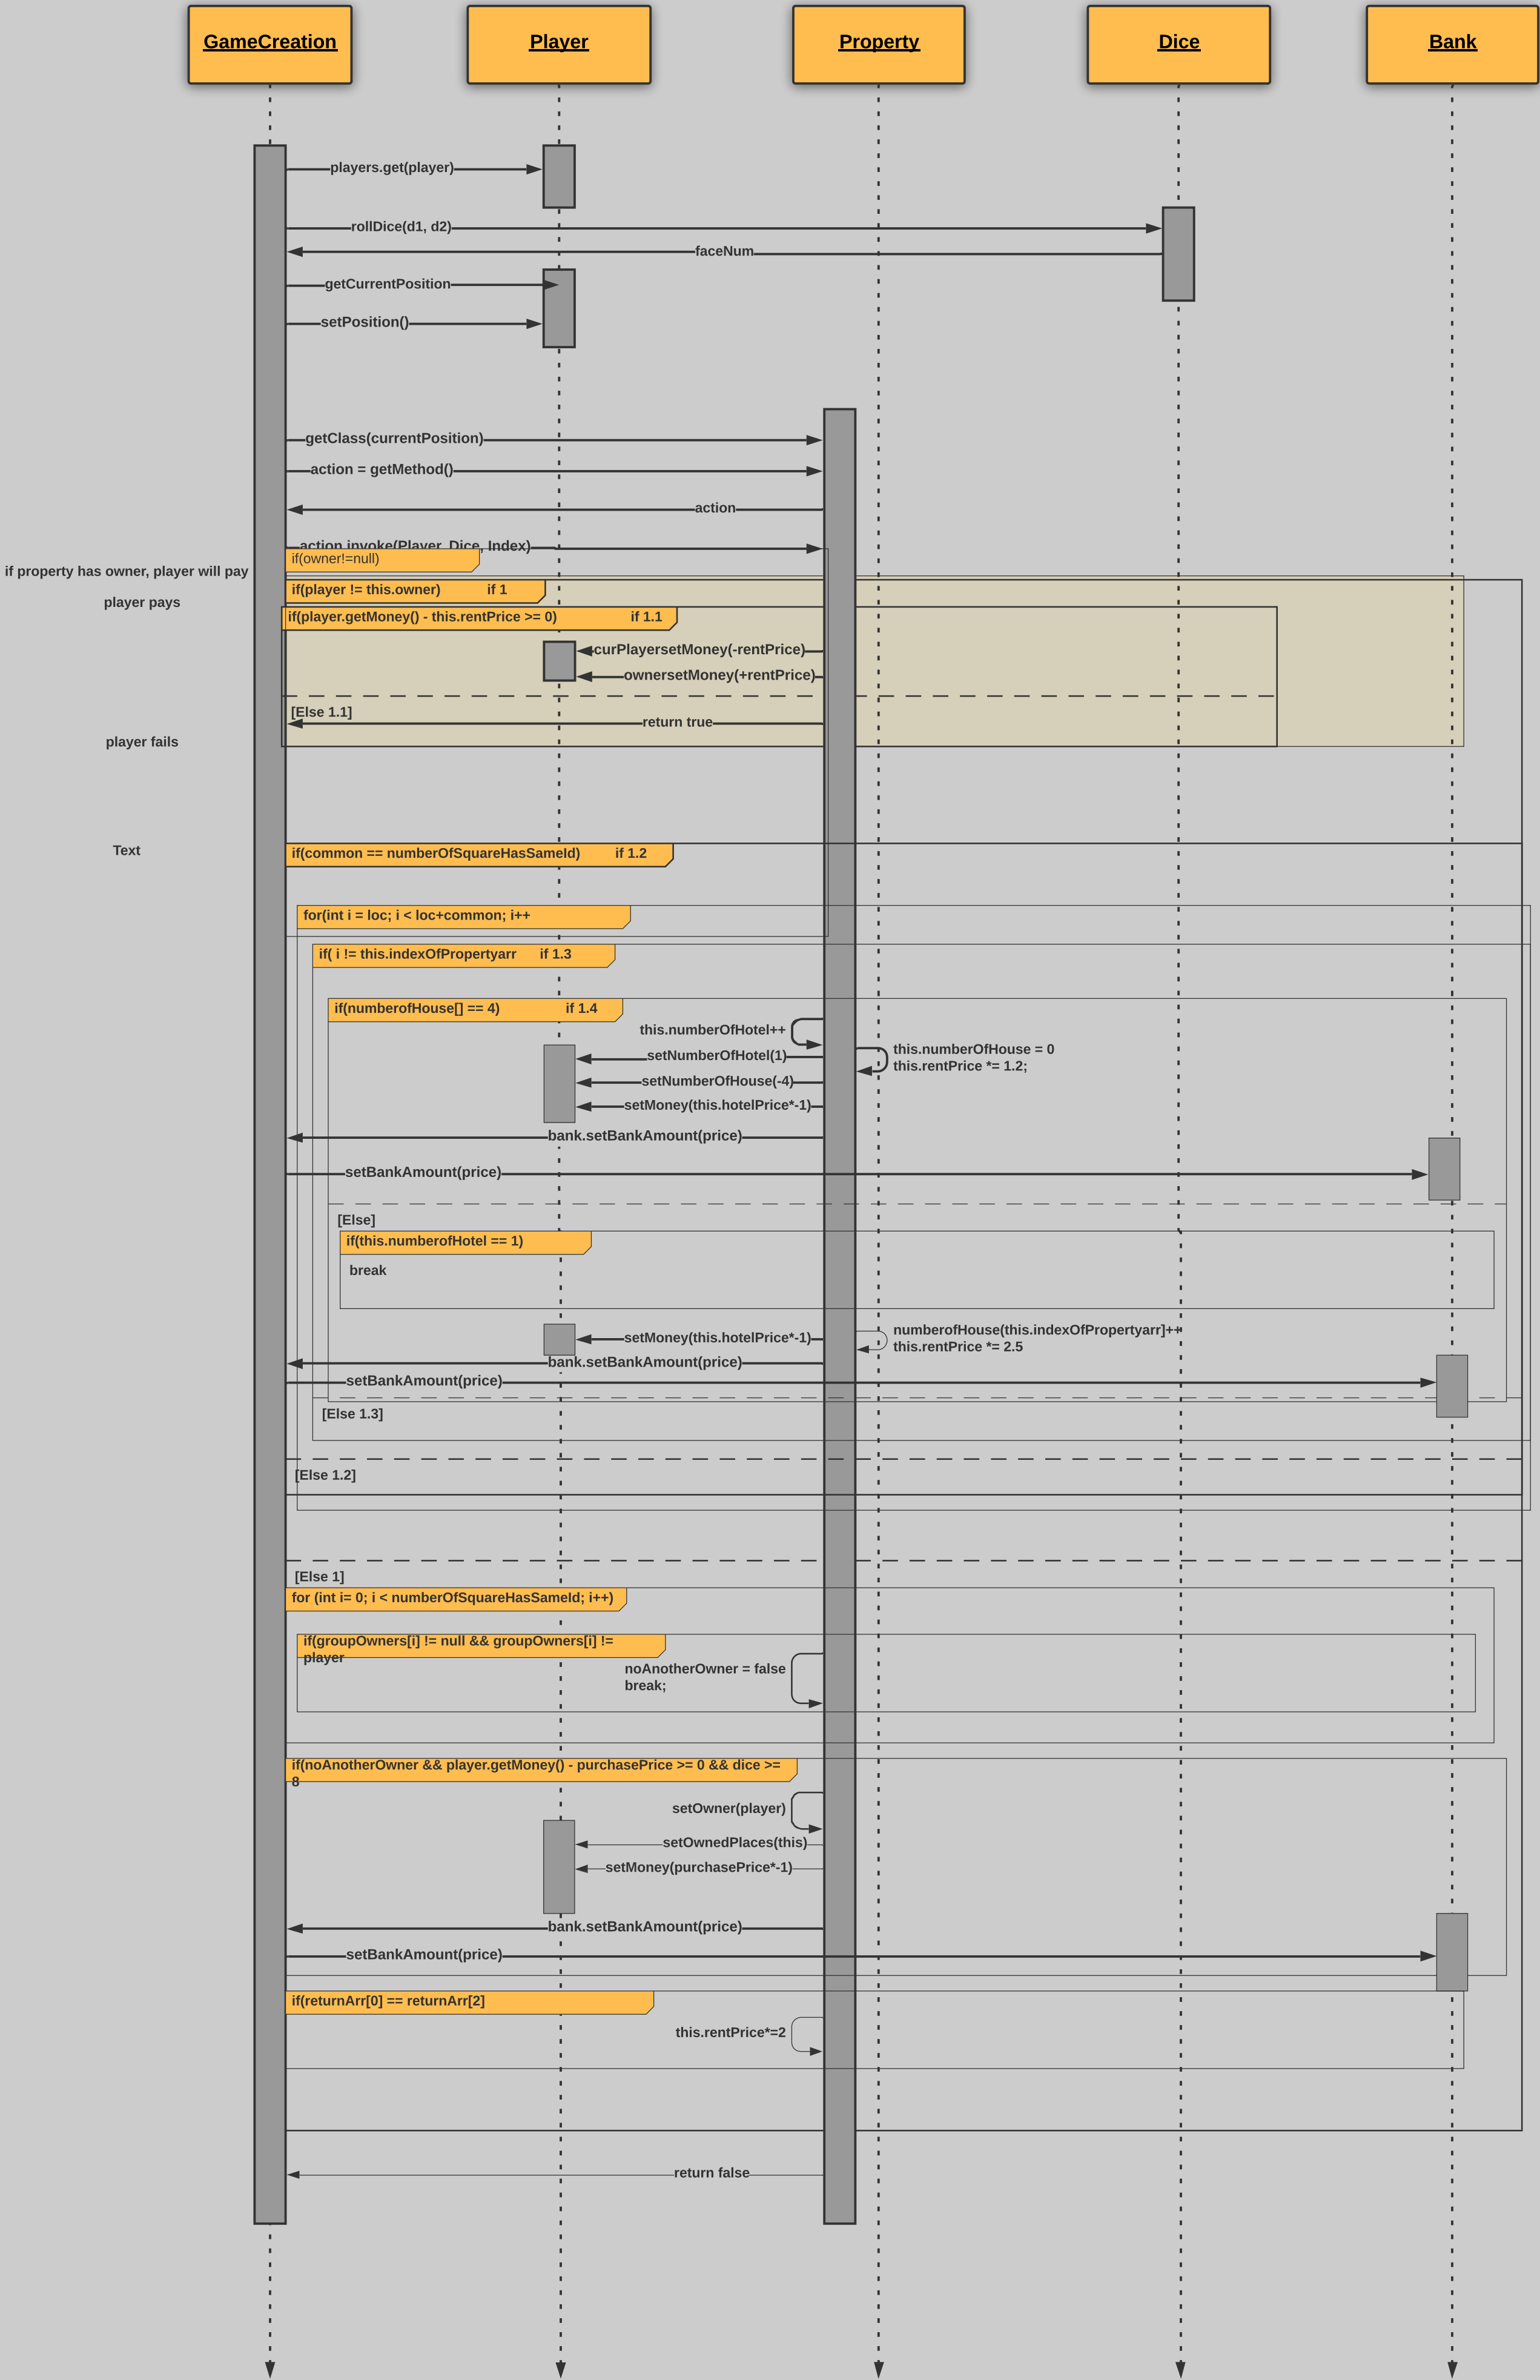 GameCreation
Player
Property
Dice
Bank
players.get(player)
rollDice(d1, d2)
faceNum
getCurrentPosition
setPosition()
getClass(currentPosition)
action = getMethod()
action
action.invoke(Player, Dice, Index)
if(owner!=null)
if property has owner, player will pay
if(player != this.owner) if 1
player pays
if(player.getMoney() - this.rentPrice >= 0) if 1.1
curPlayersetMoney(-rentPrice)
ownersetMoney(+rentPrice)
[Else 1.1]
return true
player fails
Text
if(common == numberOfSquareHasSameId) if 1.2
for(int i = loc; i < loc+common; i++
if( i != this.indexOfPropertyarr if 1.3
if(numberofHouse[] == 4) if 1.4
this.numberOfHotel++
this.numberOfHouse = 0
this.rentPrice *= 1.2;
setNumberOfHotel(1)
setNumberOfHouse(-4)
setMoney(this.hotelPrice*-1)
bank.setBankAmount(price)
setBankAmount(price)
[Else]
if(this.numberofHotel == 1)
break
numberofHouse(this.indexOfPropertyarr]++
this.rentPrice *= 2.5
setMoney(this.hotelPrice*-1)
bank.setBankAmount(price)
setBankAmount(price)
[Else 1.3]
[Else 1.2]
[Else 1]
for (int i= 0; i < numberOfSquareHasSameId; i++)
if(groupOwners[i] != null && groupOwners[i] !=
player
noAnotherOwner = false
break;
if(noAnotherOwner && player.getMoney() - purchasePrice >= 0 && dice >=
8
setOwner(player)
setOwnedPlaces(this)
setMoney(purchasePrice*-1)
bank.setBankAmount(price)
setBankAmount(price)
if(returnArr[0] == returnArr[2]
this.rentPrice*=2
return false